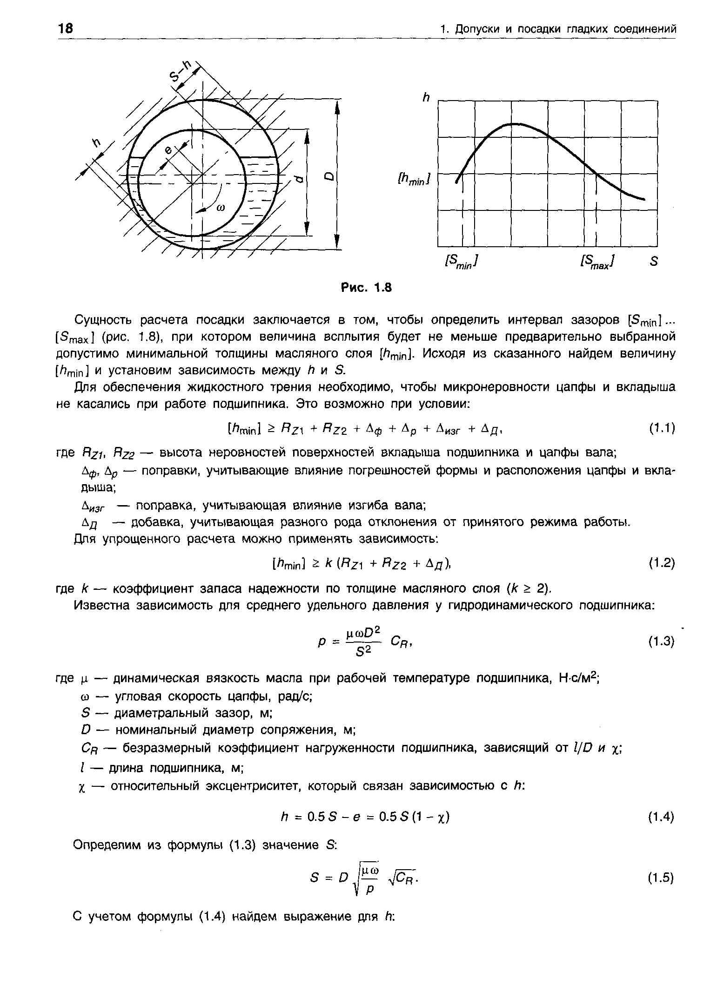 18 1. Допуски и посадки гладких соединений
S–h
h
e
ω
d
D
h
[hmin]
[Smin] [Smax] S
Рис. 1.8
Сущность расчета посадки заключается в том, чтобы определить интервал зазоров [Smin]...
[Smax] (рис. 1.8), при котором величина всплытия будет не меньше предварительно выбранной
допустимо минимальной толщины масляного слоя [hmin]. Исходя из сказанного найдем величину
[hmin] и установим зависимость между h и S.
Для обеспечения жидкостного трения необходимо, чтобы микронеровности цапфы и вкладыша
не касались при работе подшипника. Это возможно при условии:
[hmin] ≥ RZ1 + RZ2 + Δф + Δр + Δизг + Δд, (1.1)
где RZ1, RZ2 — высота неровностей поверхностей вкладыша подшипника и цапфы вала;
Δф, Δр — поправки, учитывающие влияние погрешностей формы и расположения цапфы и вкла-
дыша;
Δизг — поправка, учитывающая влияние изгиба вала;
Δд — добавка, учитывающая разного рода отклонения от принятого режима работы.
Для упрощенного расчета можно применять зависимость:
[hmin] ≥ k (RZ1 + RZ2 + Δд), (1.2)
где k — коэффициент запаса надежности по толщине масляного слоя (k ≥ 2).
Известна зависимость для среднего удельного давления у гидродинамического подшипника:
p = μωD²/S² CR, (1.3)
где μ — динамическая вязкость масла при рабочей температуре подшипника, Н·с/м²;
ω — угловая скорость цапфы, рад/с;
S — диаметральный зазор, м;
D — номинальный диаметр сопряжения, м;
CR — безразмерный коэффициент нагруженности подшипника, зависящий от l/D и χ;
l — длина подшипника, м;
χ — относительный эксцентриситет, который связан зависимостью с h:
h = 0.5 S – e = 0.5 S (1 – χ) (1.4)
Определим из формулы (1.3) значение S:
S = D √(μω/p) √CR. (1.5)
С учетом формулы (1.4) найдем выражение для h: